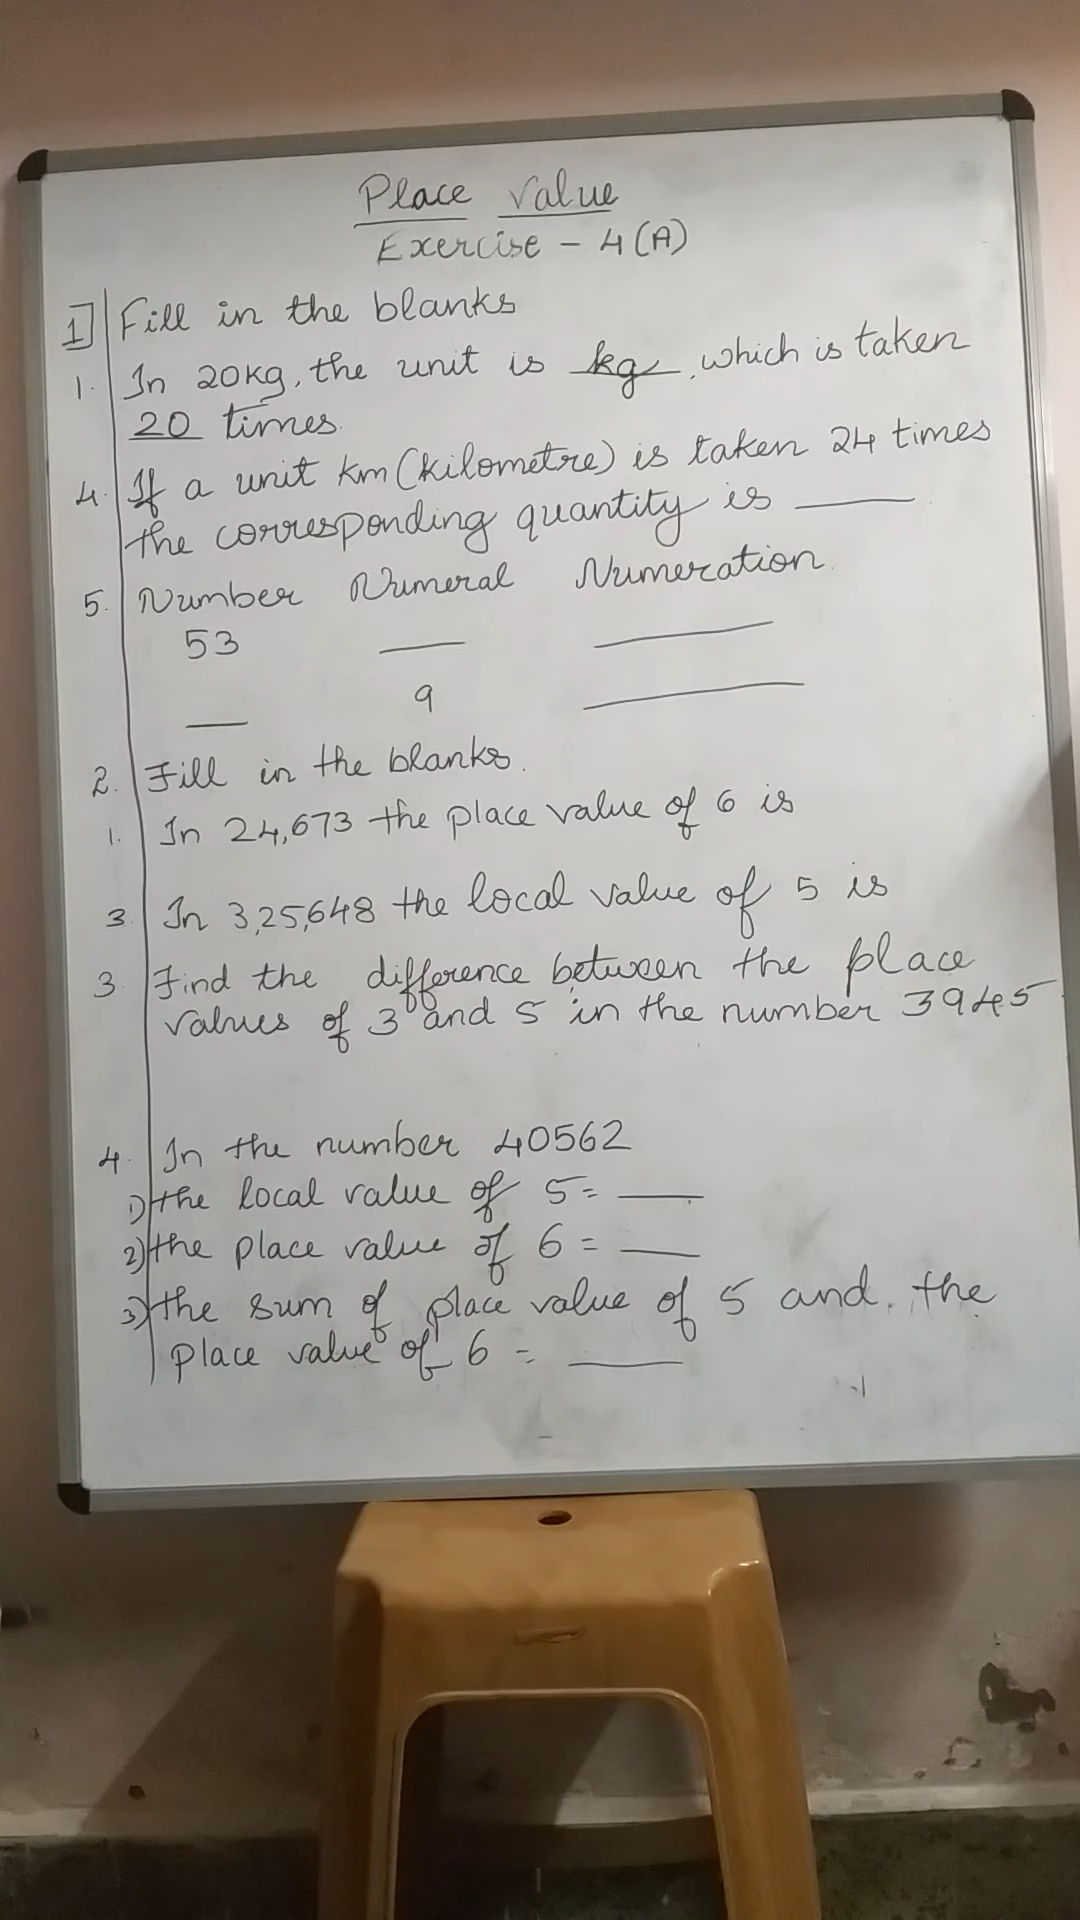 Place Value
Exercise - 4(A)
1 Fill in the blanks
1. In 20kg, the unit is kg, which is taken
20 times.
4. If a unit km (kilometre) is taken 24 times
the corresponding quantity is ____.
5. Number Numeral Numeration.
53 ____ ____
____ 9 ____
2. Fill in the blanks.
1. In 24,673 the place value of 6 is
3. In 3,25,648 the local value of 5 is
3. Find the difference between the place
values of 3 and 5 in the number 3945
4. In the number 40562
1) the local value of 5 = ____
2) the place value of 6 = ____
3) the sum of place value of 5 and. the
place value of 6 = ____